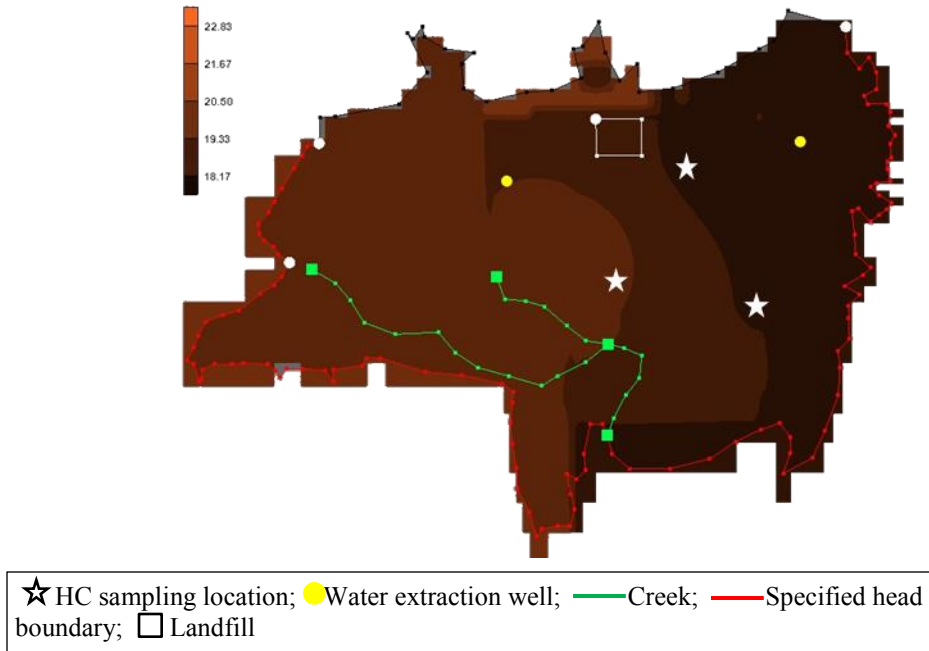 22.83
21.67
20.50
19.33
18.17
HC sampling location; Water extraction well; Creek; Specified head
boundary; Landfill